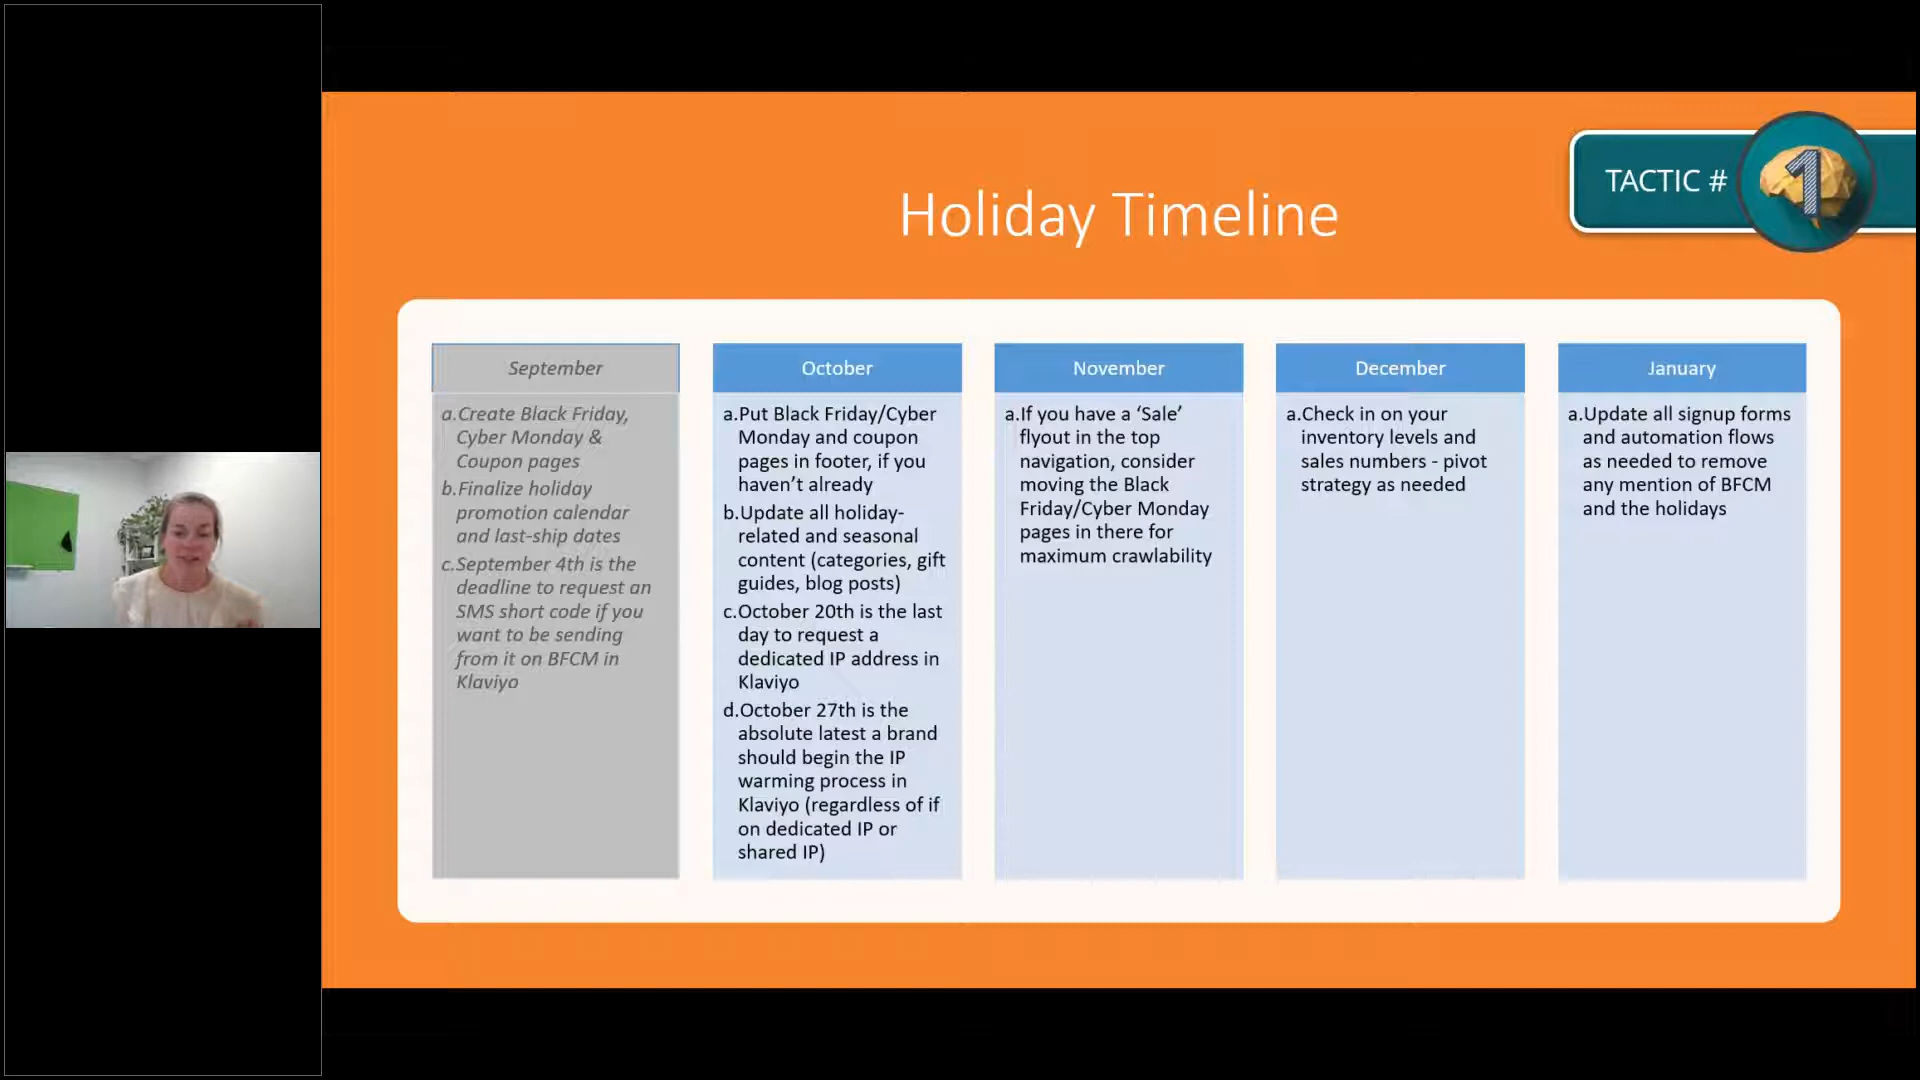 TACTIC # 1
Holiday Timeline
September
a.Create Black Friday,
Cyber Monday &
Coupon pages
b.Finalize holiday
promotion calendar
and last-ship dates
c.September 4th is the
deadline to request an
SMS short code if you
want to be sending
from it on BFCM in
Klaviyo
October
a.Put Black Friday/Cyber
Monday and coupon
pages in footer, if you
haven’t already
b.Update all holiday-
related and seasonal
content (categories, gift
guides, blog posts)
c.October 20th is the last
day to request a
dedicated IP address in
Klaviyo
d.October 27th is the
absolute latest a brand
should begin the IP
warming process in
Klaviyo (regardless of if
on dedicated IP or
shared IP)
November
a.If you have a ‘Sale’
flyout in the top
navigation, consider
moving the Black
Friday/Cyber Monday
pages in there for
maximum crawlability
December
a.Check in on your
inventory levels and
sales numbers - pivot
strategy as needed
January
a.Update all signup forms
and automation flows
as needed to remove
any mention of BFCM
and the holidays